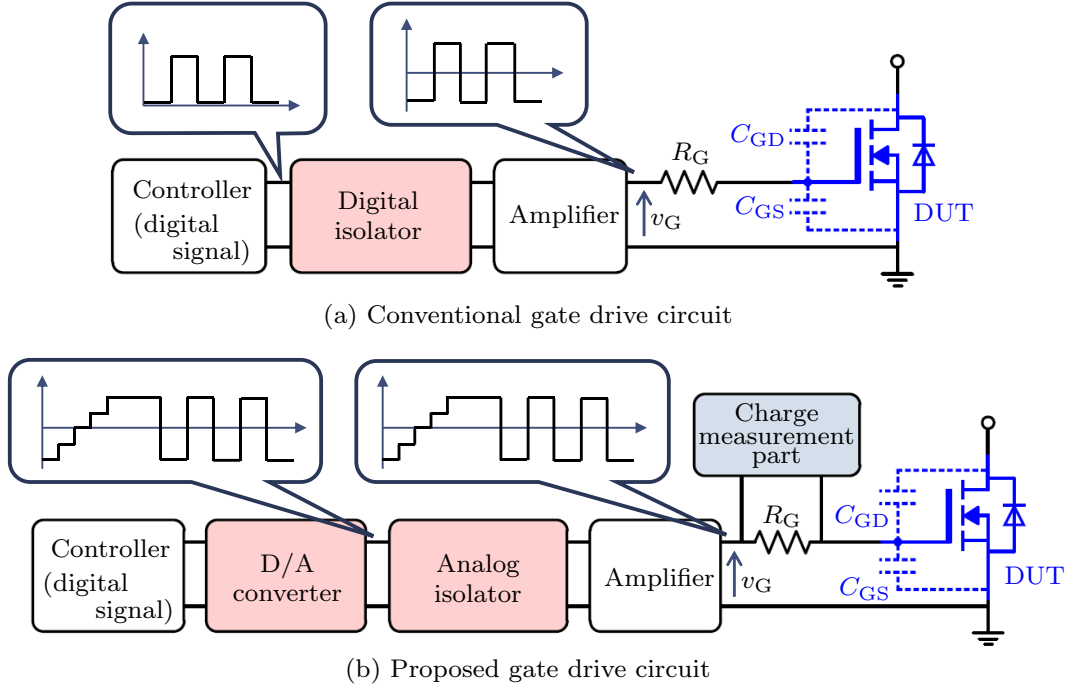 Controller
(digital
signal)
Digital
isolator
Amplifier
v_G
R_G
C_GD
C_GS
DUT
(a) Conventional gate drive circuit
Charge
measurement
part
Controller
(digital
signal)
D/A
converter
Analog
isolator
Amplifier
v_G
R_G
C_GD
C_GS
DUT
(b) Proposed gate drive circuit